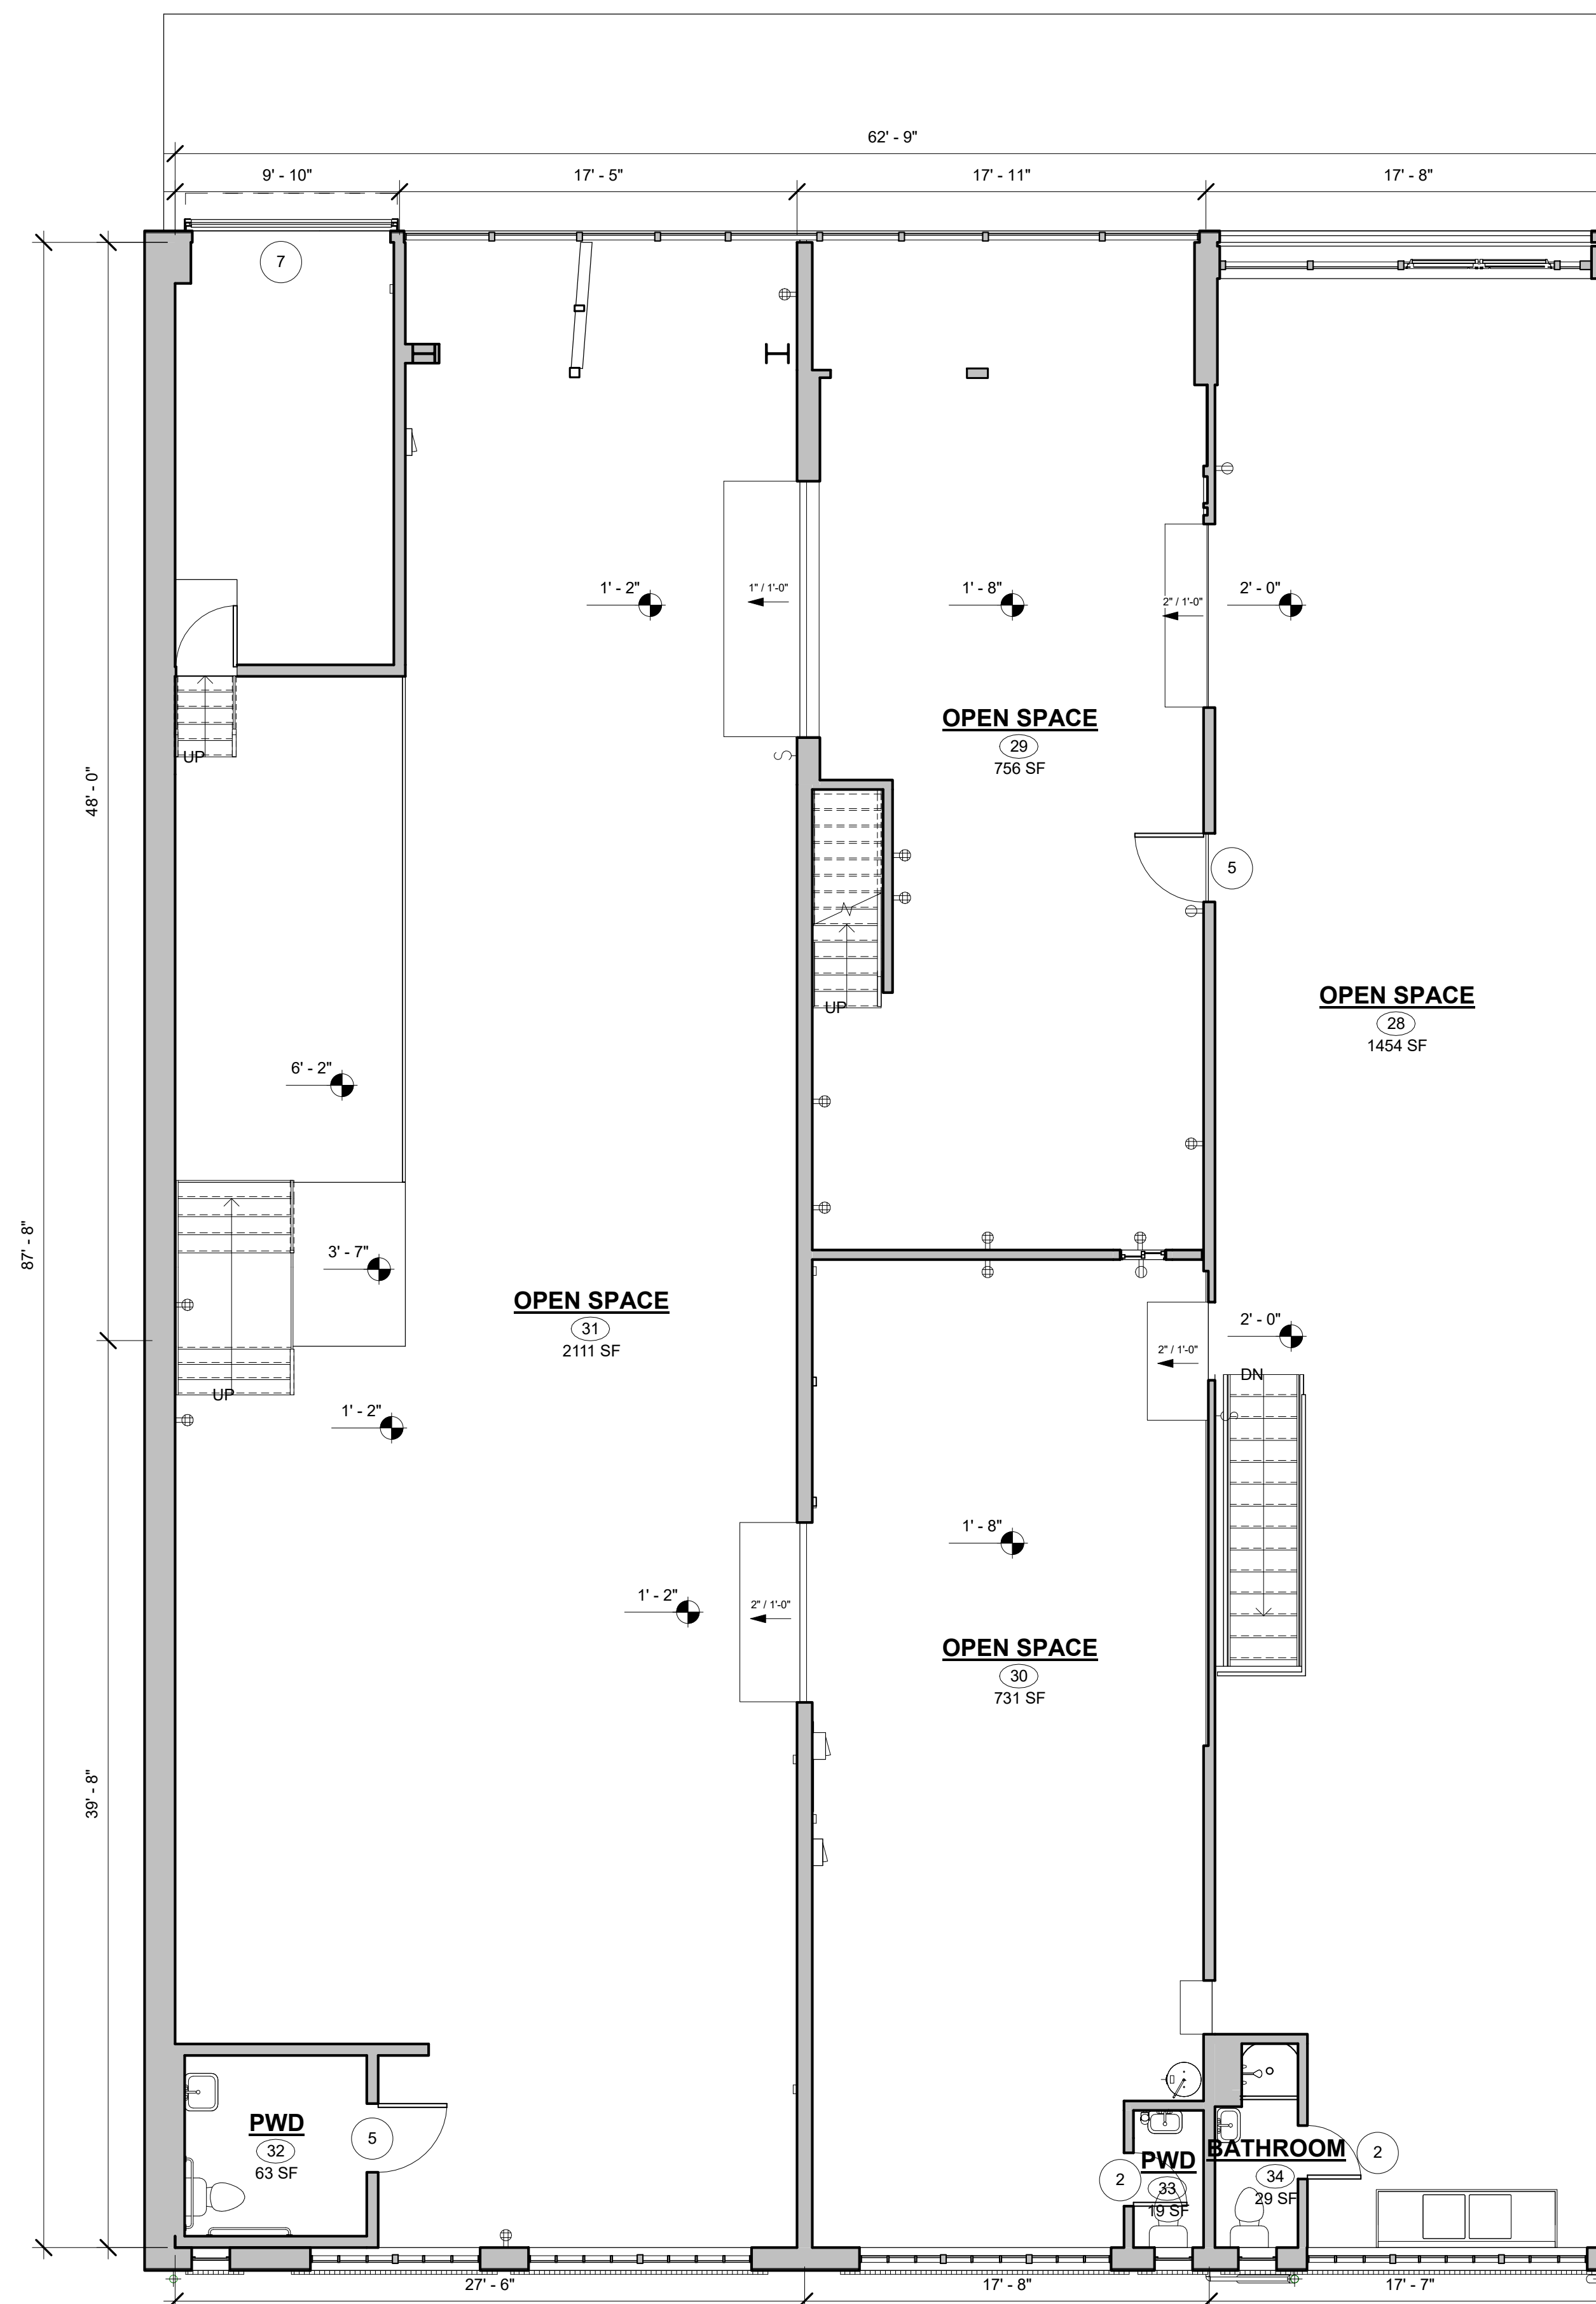 62' - 9"
9' - 10"
17' - 5"
17' - 11"
17' - 8"
7
1' - 2"
1" / 1'-0"
1' - 8"
2" / 1'-0"
2' - 0"
OPEN SPACE
29
756 SF
UP
48' - 0"
5
UP
OPEN SPACE
28
1454 SF
6' - 2"
87' - 8"
3' - 7"
OPEN SPACE
31
2111 SF
2' - 0"
2" / 1'-0"
DN
UP
1' - 2"
1' - 8"
1' - 2"
2" / 1'-0"
OPEN SPACE
30
731 SF
39' - 8"
PWD
32
63 SF
5
PWD
33
19 SF
2
BATHROOM
34
29 SF
2
27' - 6"
17' - 8"
17' - 7"